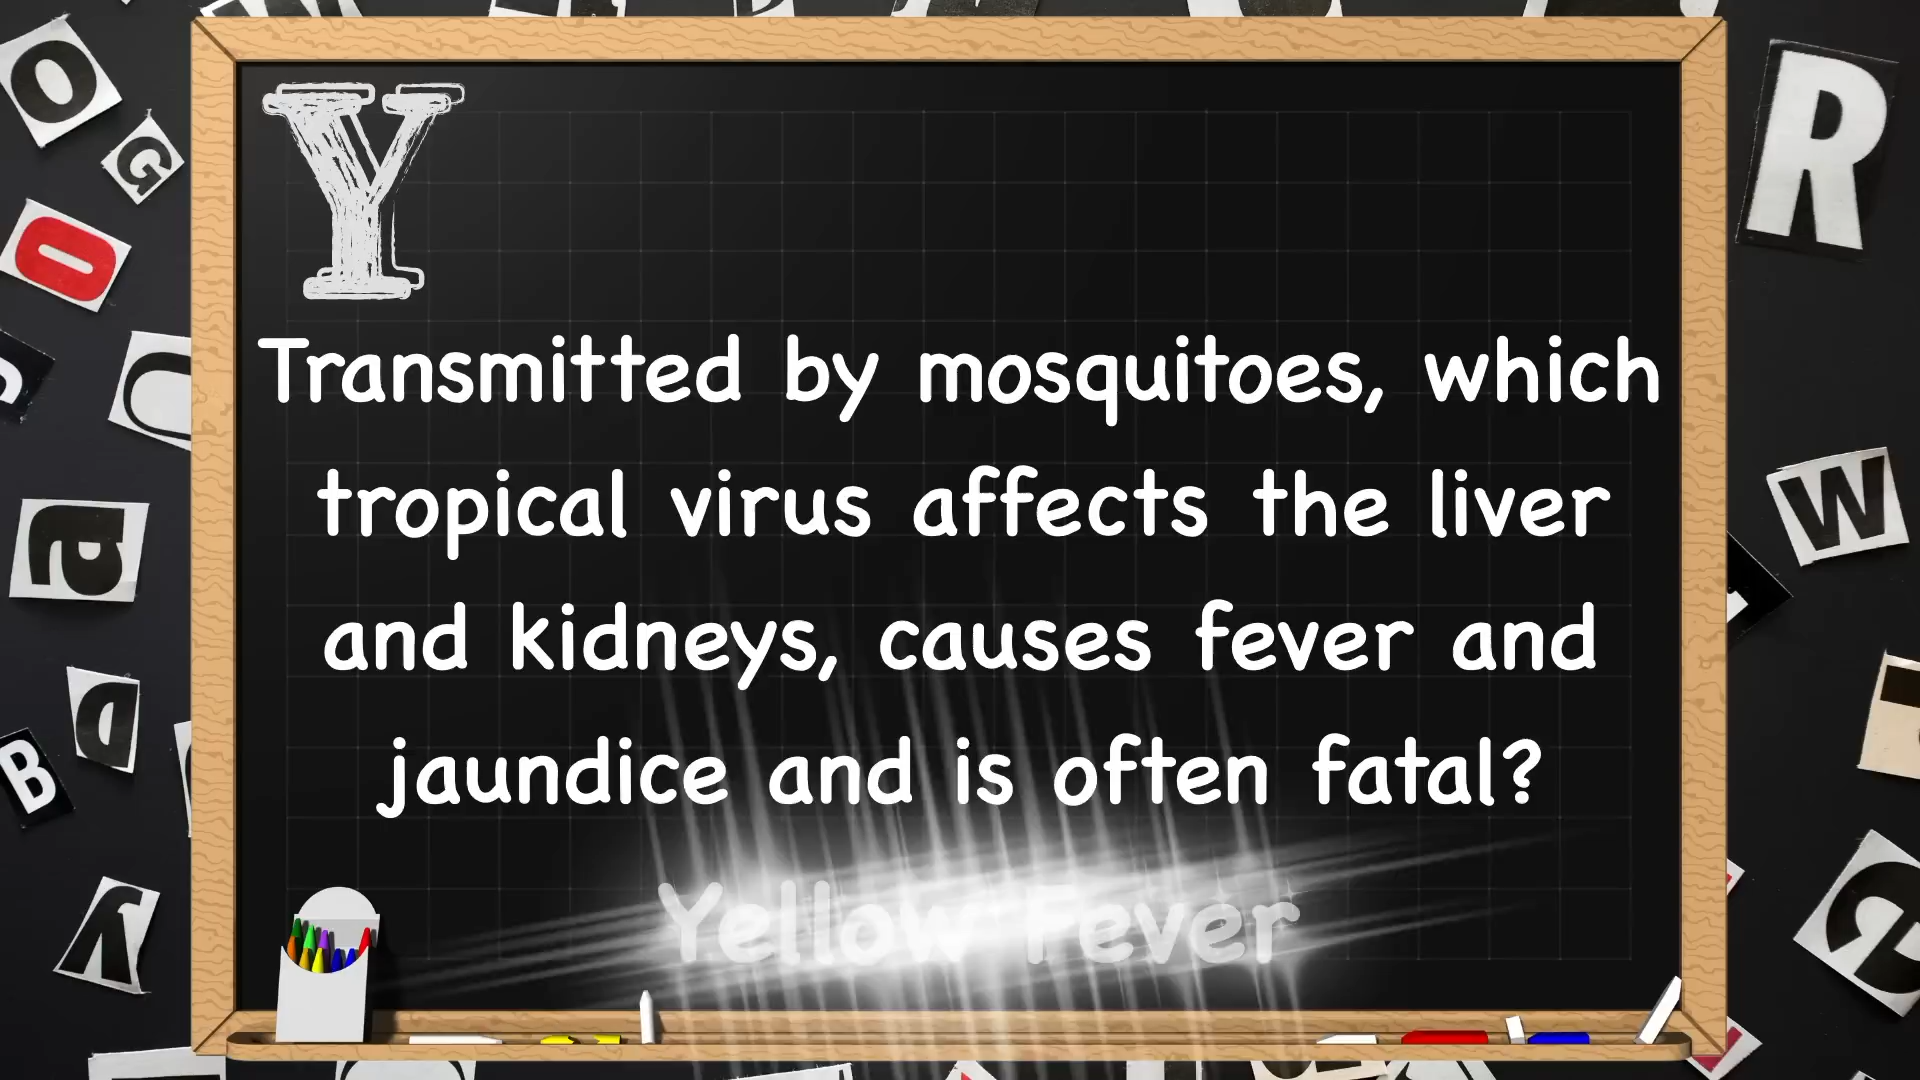 Y
Transmitted by mosquitoes, which
tropical virus affects the liver
and kidneys, causes fever and
jaundice and is often fatal?
Yellow Fever
O
G
O
a
D
B
y
R
W
e